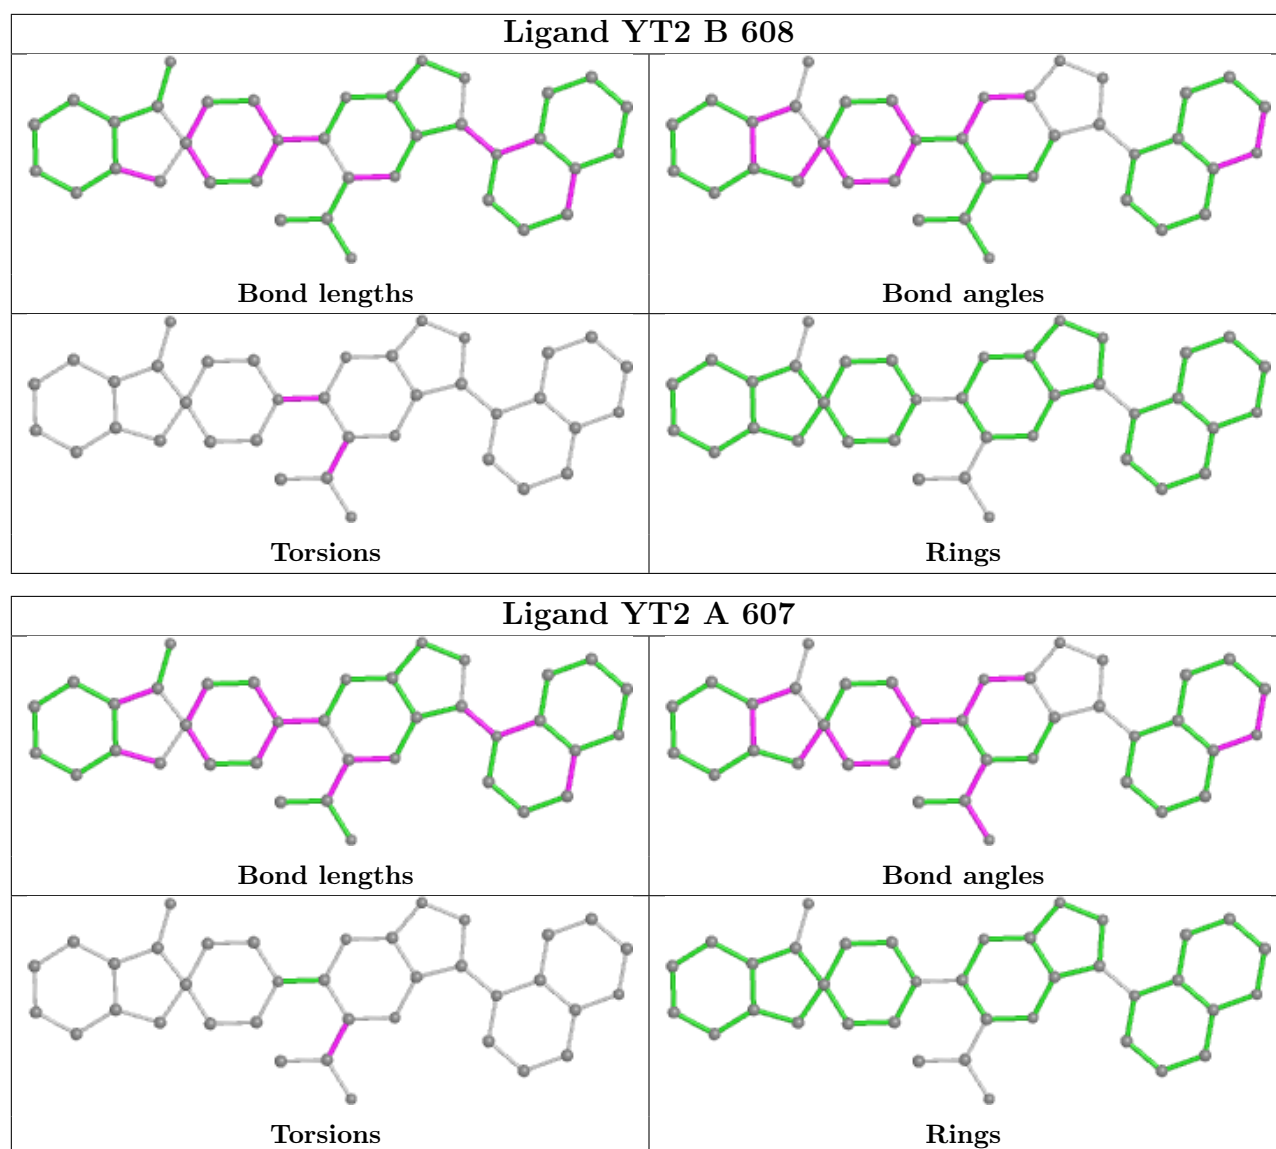 Ligand YT2 B 608
Bond lengths
Bond angles
Torsions
Rings
Ligand YT2 A 607
Bond lengths
Bond angles
Torsions
Rings